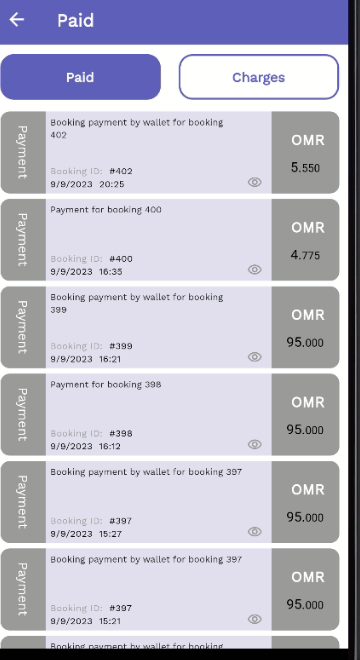 Paid
Paid
Charges
Payment
Booking payment by wallet for booking
402
Booking ID: #402
9/9/2023 20:25
OMR
5.550
Payment
Payment for booking 400
Booking ID: #400
9/9/2023 16:35
OMR
4.775
Payment
Booking payment by wallet for booking
399
Booking ID: #399
9/9/2023 16:21
OMR
95.000
Payment
Payment for booking 398
Booking ID: #398
9/9/2023 16:12
OMR
95.000
Payment
Booking payment by wallet for booking 397
Booking ID: #397
9/9/2023 15:27
OMR
95.000
Payment
Booking payment by wallet for booking 397
Booking ID: #397
9/9/2023 15:21
OMR
95.000
Booking payment by wallet for booking